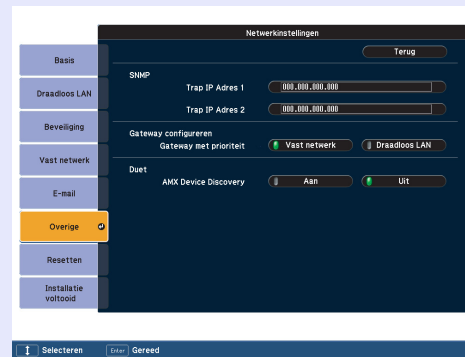 Netwerkinstellingen
Terug
Basis
Draadloos LAN
Beveiliging
Vast netwerk
E-mail
Overige
Resetten
Installatie
voltooid
SNMP
Trap IP Adres 1 000.000.000.000
Trap IP Adres 2 000.000.000.000
Gateway configureren
Gateway met prioriteit Vast netwerk Draadloos LAN
Duet
AMX Device Discovery Aan Uit
Selecteren Enter Gereed